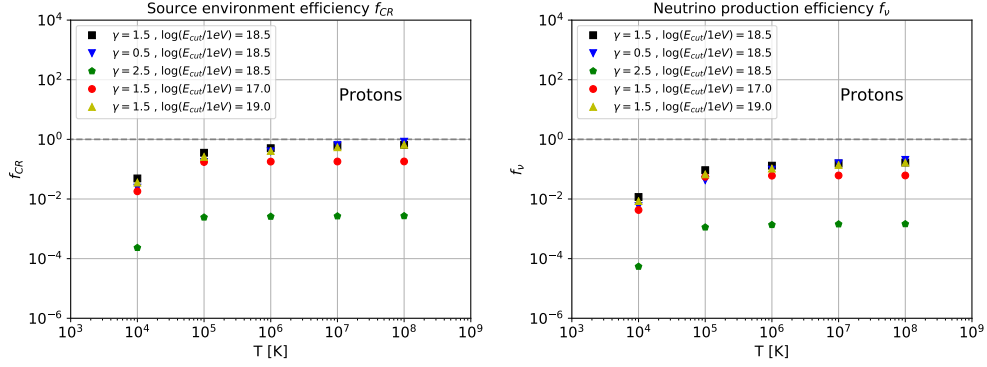 Source environment efficiency f_CR
10^4
10^2
10^0
10^-2
10^-4
10^-6
f_CR
γ = 1.5 , log(E_cut/1eV) = 18.5
γ = 0.5 , log(E_cut/1eV) = 18.5
γ = 2.5 , log(E_cut/1eV) = 18.5
γ = 1.5 , log(E_cut/1eV) = 17.0
γ = 1.5 , log(E_cut/1eV) = 19.0
Protons
10^3 10^4 10^5 10^6 10^7 10^8 10^9
T [K]
Neutrino production efficiency f_ν
10^4
10^2
10^0
10^-2
10^-4
10^-6
f_ν
γ = 1.5 , log(E_cut/1eV) = 18.5
γ = 0.5 , log(E_cut/1eV) = 18.5
γ = 2.5 , log(E_cut/1eV) = 18.5
γ = 1.5 , log(E_cut/1eV) = 17.0
γ = 1.5 , log(E_cut/1eV) = 19.0
Protons
10^3 10^4 10^5 10^6 10^7 10^8 10^9
T [K]